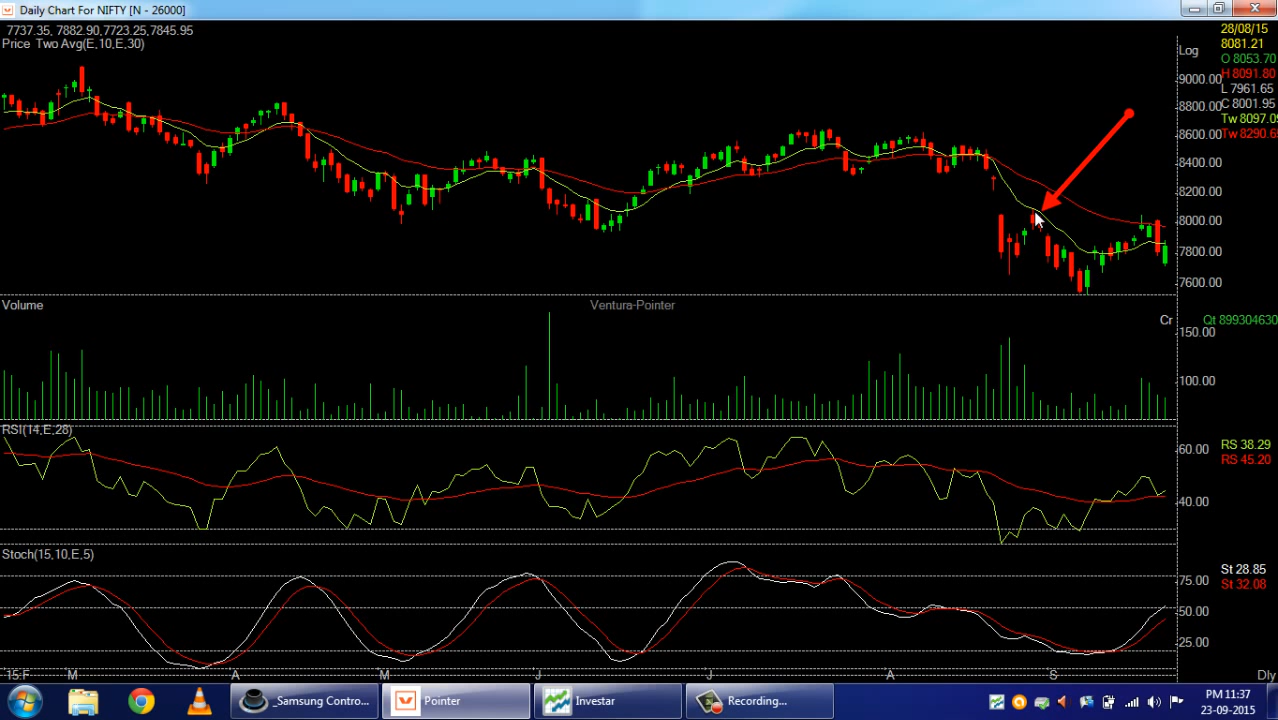 Daily Chart For NIFTY [N - 26000]
7737.35, 7882.90,7723.25,7845.95
Price Two Avg(E,10,E,30)
28/08/15
8081.21
O 8053.70
H 8091.80
L 7961.65
C 8001.95
Tw 8097.09
Tw 8290.6
Log
9000.00
8800.00
8600.00
8400.00
8200.00
8000.00
7800.00
7600.00
Volume
Ventura-Pointer
Cr
Qt 899304630
150.00
100.00
RSI(14,E,28)
60.00
40.00
RS 38.29
RS 45.20
Stoch(15,10,E,5)
St 28.85
St 32.08
75.00
50.00
25.00
15:F M A M J J A S Dly
_Samsung Contro...
Pointer
Investar
Recording...
PM 11:37
23-09-2015